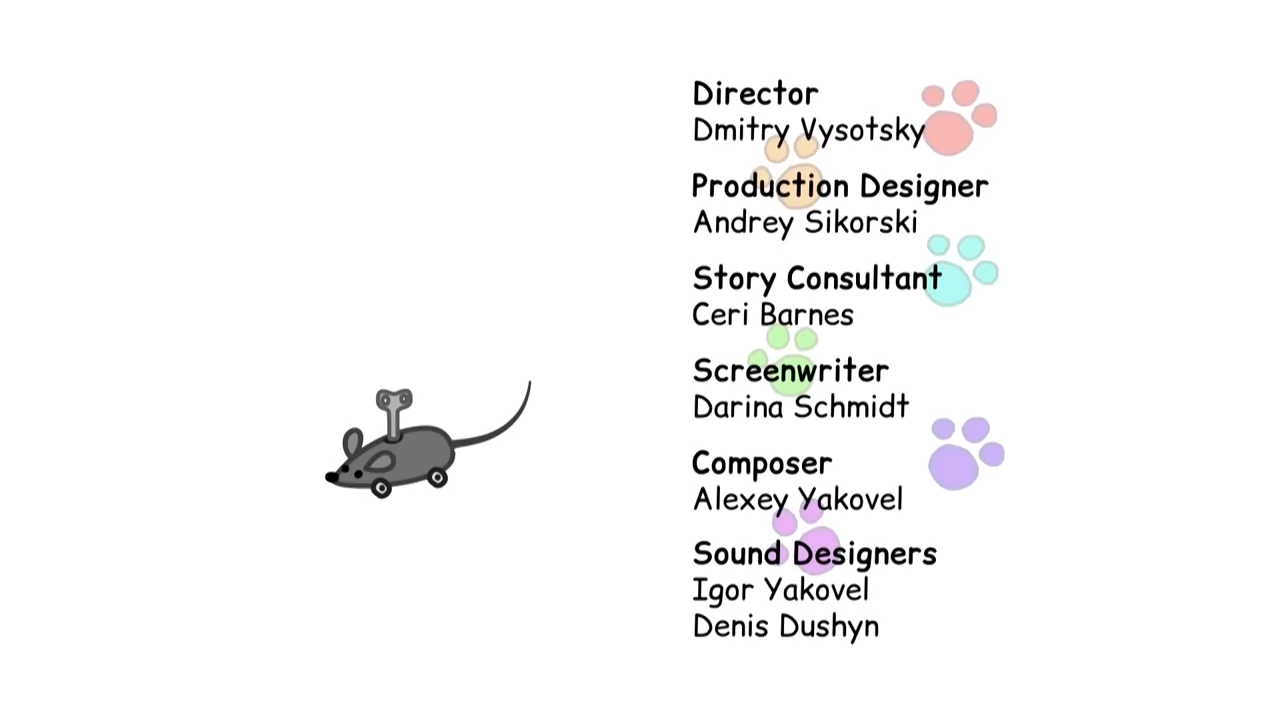 Director
Dmitry Vysotsky
Production Designer
Andrey Sikorski
Story Consultant
Ceri Barnes
Screenwriter
Darina Schmidt
Composer
Alexey Yakovel
Sound Designers
Igor Yakovel
Denis Dushyn